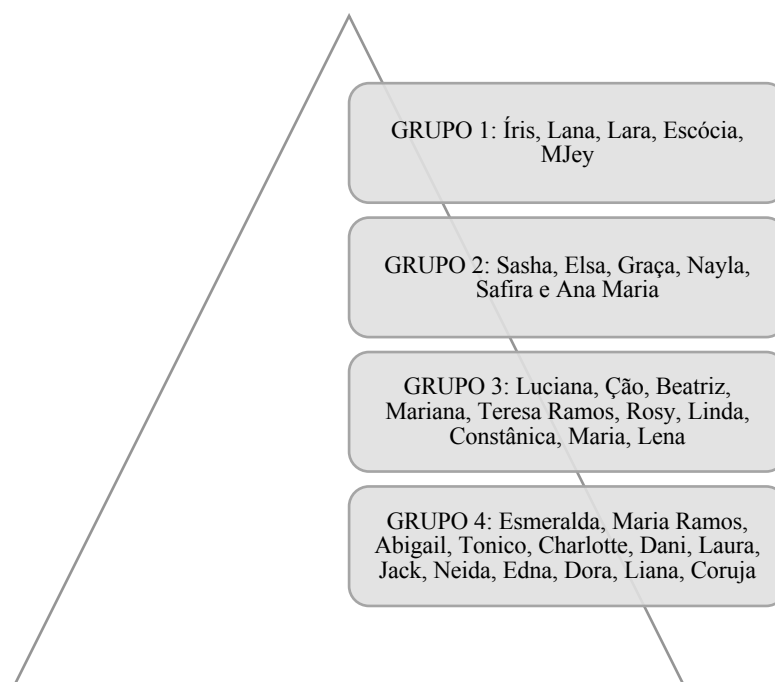 GRUPO 1: Íris, Lana, Lara, Escócia,
MJey
GRUPO 2: Sasha, Elsa, Graça, Nayla,
Safira e Ana Maria
GRUPO 3: Luciana, Ção, Beatriz,
Mariana, Teresa Ramos, Rosy, Linda,
Constânica, Maria, Lena
GRUPO 4: Esmeralda, Maria Ramos,
Abigail, Tonico, Charlotte, Dani, Laura,
Jack, Neida, Edna, Dora, Liana, Coruja